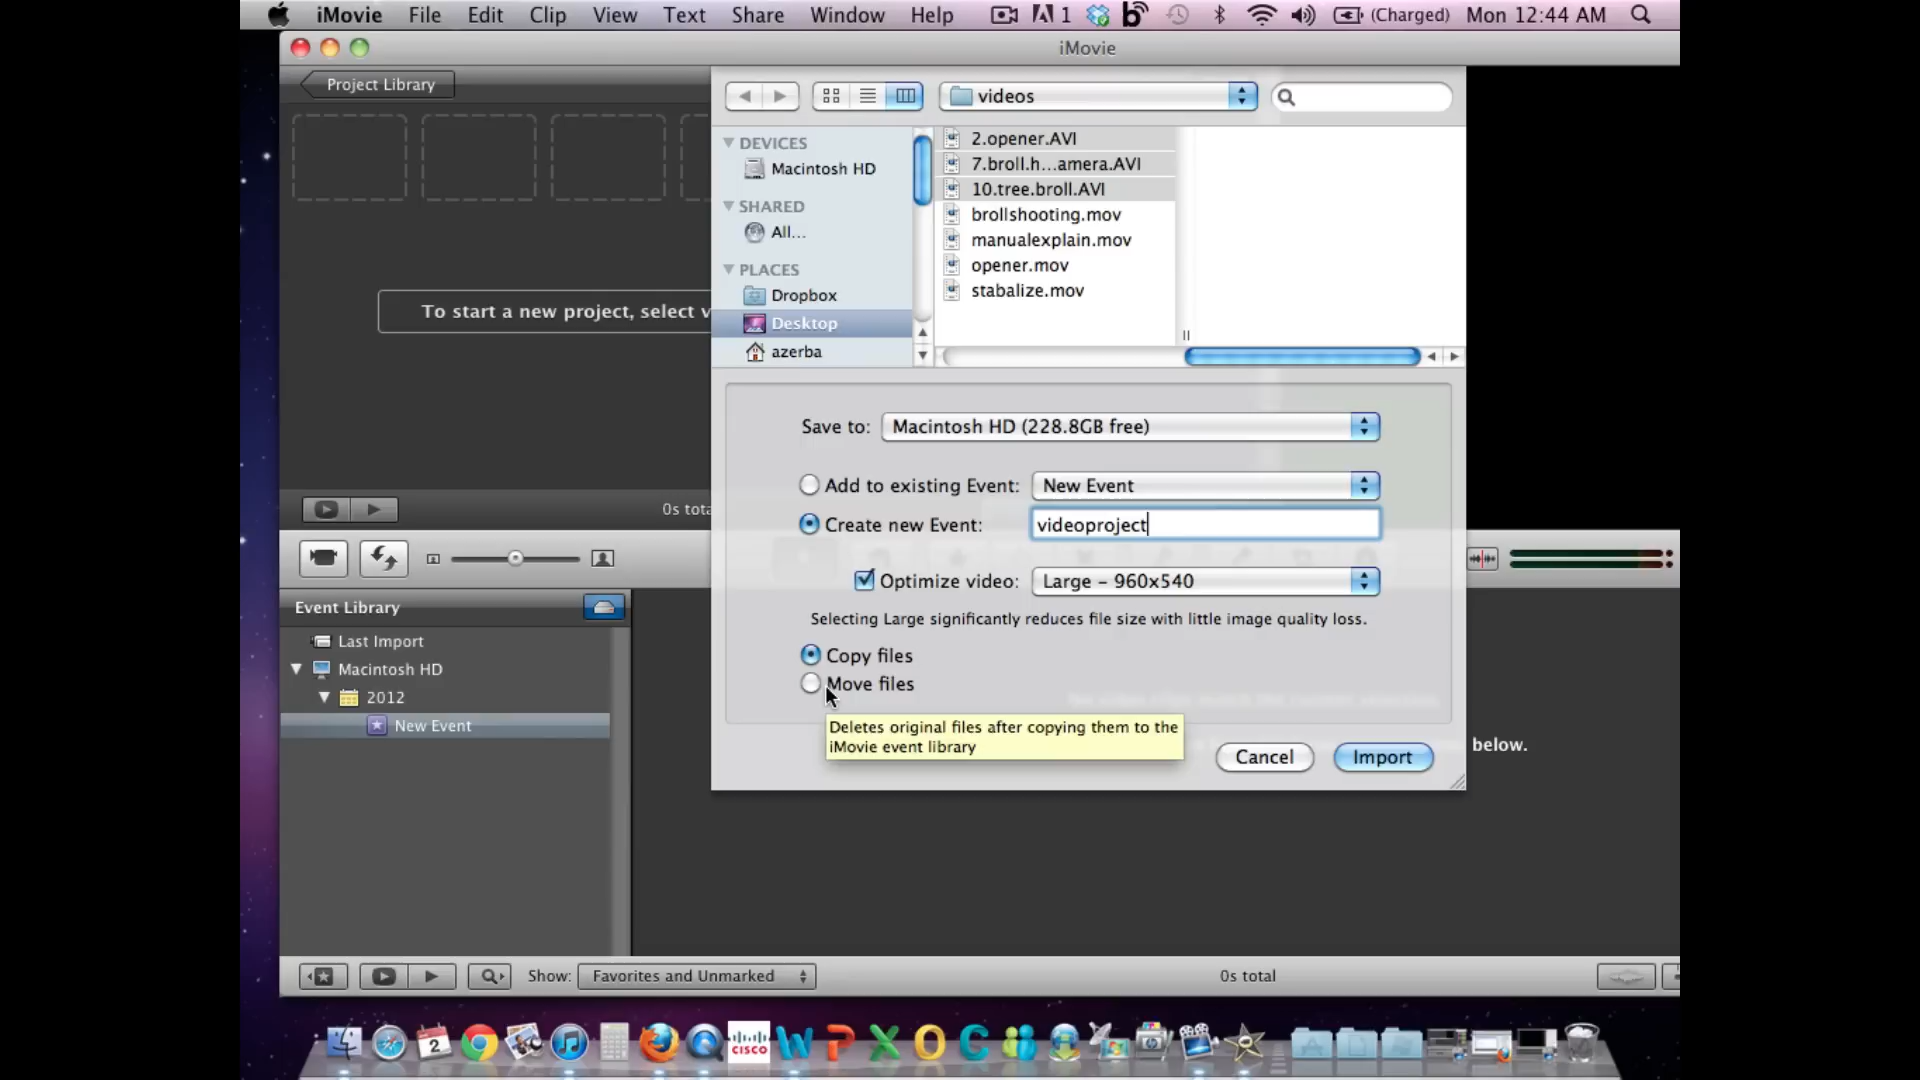 iMovie File Edit Clip View Text Share Window Help 1 (Charged) Mon 12:44 AM
iMovie
Project Library
videos
DEVICES
Macintosh HD
SHARED
All...
PLACES
Dropbox
Desktop
azerba
2.opener.AVI
7.broll.h...amera.AVI
10.tree.broll.AVI
brollshooting.mov
manualexplain.mov
opener.mov
stabalize.mov
To start a new project, select v
Save to: Macintosh HD (228.8GB free)
Add to existing Event: New Event
Create new Event: videoproject
0s tota
Optimize video: Large - 960x540
Selecting Large significantly reduces file size with little image quality loss.
Copy files
Move files
Deletes original files after copying them to the
iMovie event library
Cancel Import
below.
Event Library
Last Import
Macintosh HD
2012
New Event
Show: Favorites and Unmarked
0s total
2
CISCO
W P X O C